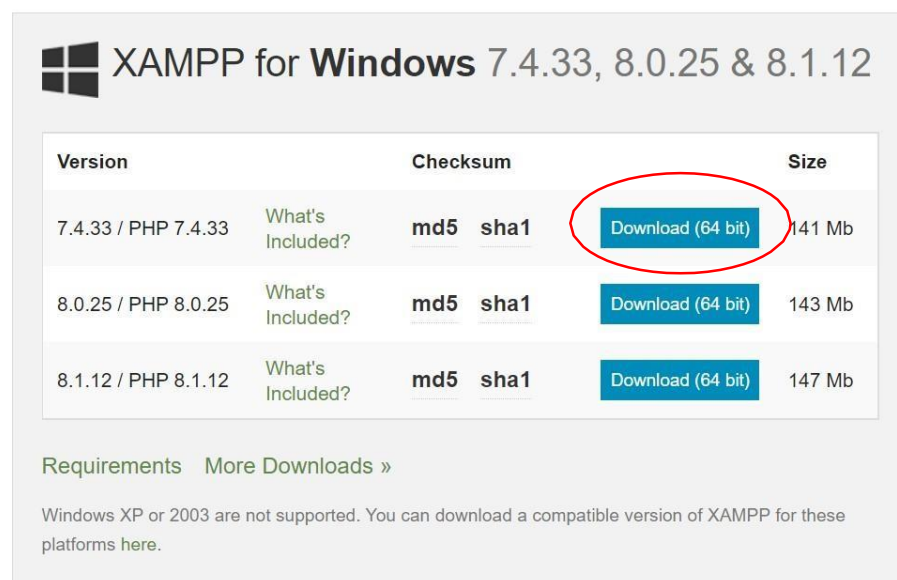 XAMPP for Windows 7.4.33, 8.0.25 & 8.1.12
Version Checksum Size
7.4.33 / PHP 7.4.33 What's Included? md5 sha1 Download (64 bit) 141 Mb
8.0.25 / PHP 8.0.25 What's Included? md5 sha1 Download (64 bit) 143 Mb
8.1.12 / PHP 8.1.12 What's Included? md5 sha1 Download (64 bit) 147 Mb
Requirements More Downloads »
Windows XP or 2003 are not supported. You can download a compatible version of XAMPP for these
platforms here.